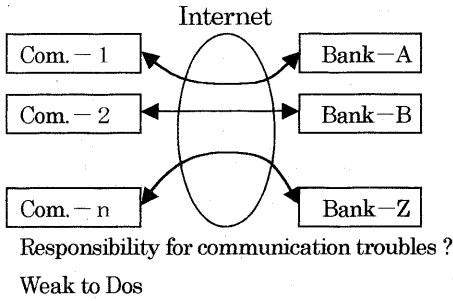 Internet
Com.－1 Bank－A
Com.－2 Bank－B
Com.－n Bank－Z
Responsibility for communication troubles ?
Weak to Dos